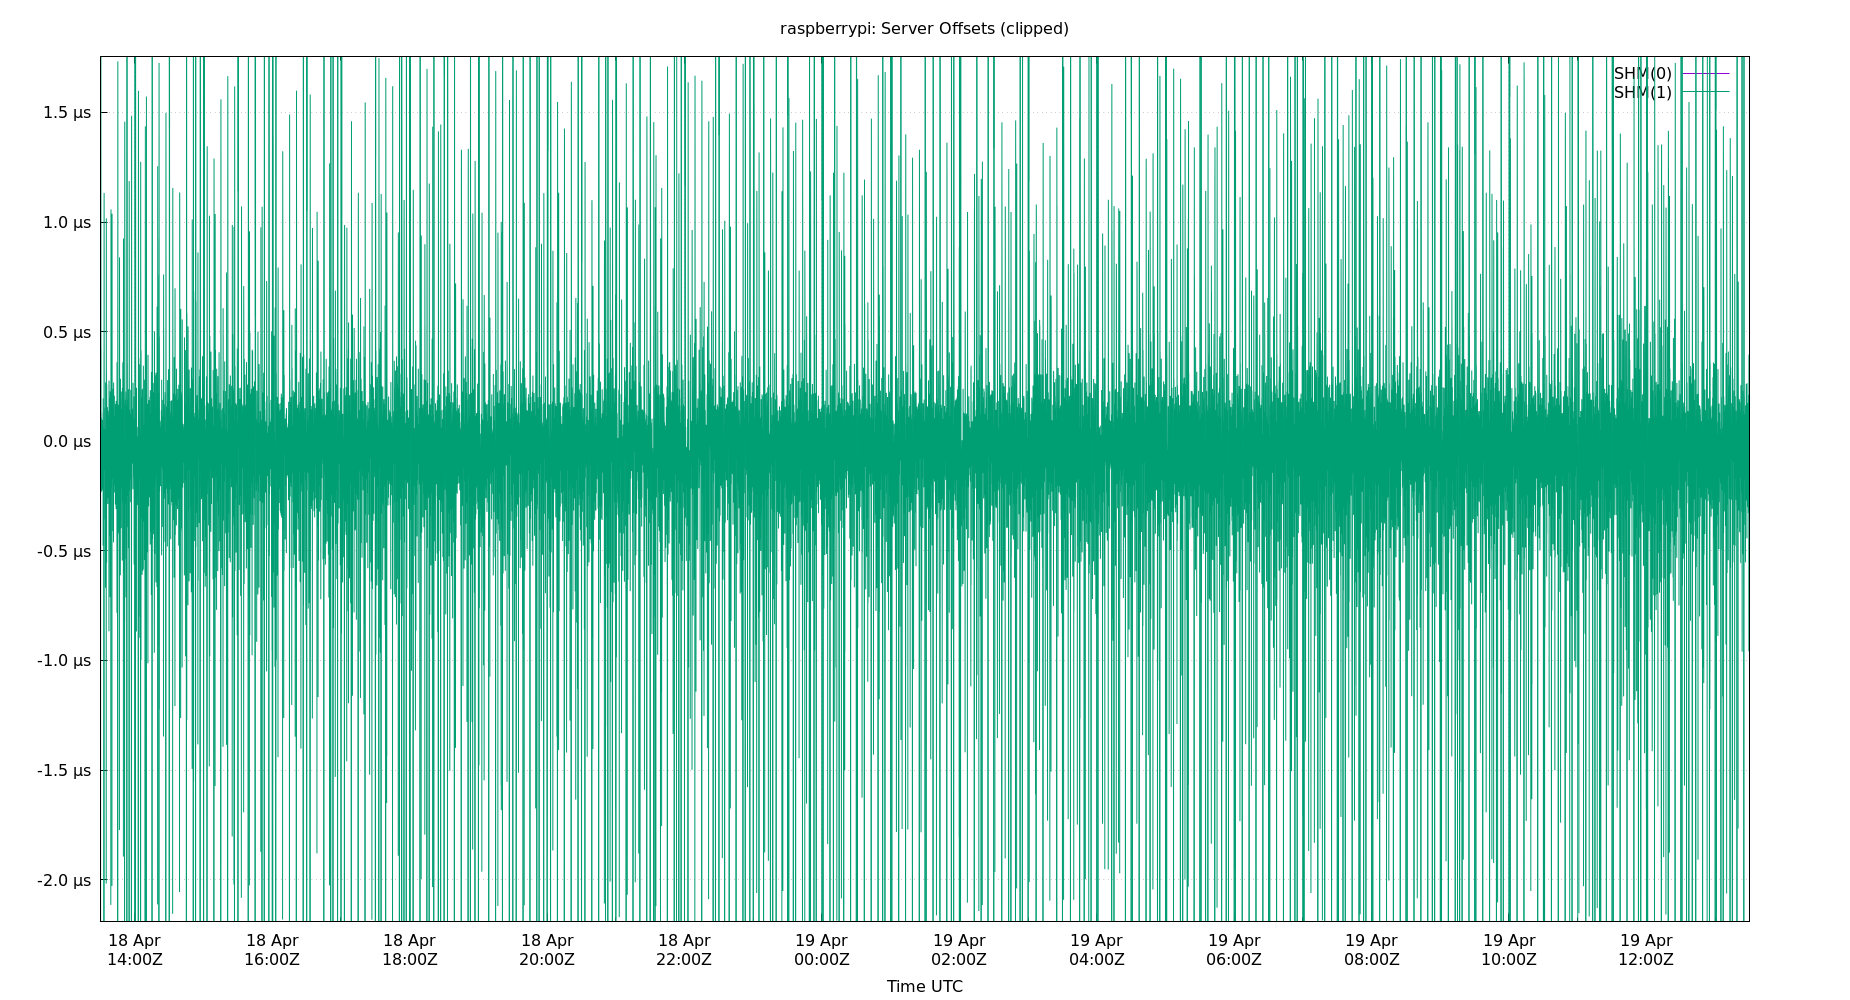 raspberrypi: Server Offsets (clipped)
SHM(0)
SHM(1)
1.5 µs
1.0 µs
0.5 µs
0.0 µs
-0.5 µs
-1.0 µs
-1.5 µs
-2.0 µs
18 Apr 18 Apr 18 Apr 18 Apr 18 Apr 19 Apr 19 Apr 19 Apr 19 Apr 19 Apr 19 Apr 19 Apr
14:00Z 16:00Z 18:00Z 20:00Z 22:00Z 00:00Z 02:00Z 04:00Z 06:00Z 08:00Z 10:00Z 12:00Z
Time UTC